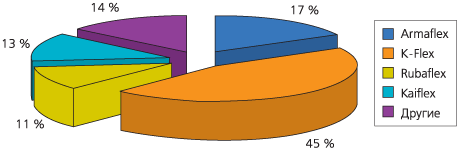 14 %
17 %
13 %
11 %
45 %
Armaflex
K-Flex
Rubaflex
Kaiflex
Другие